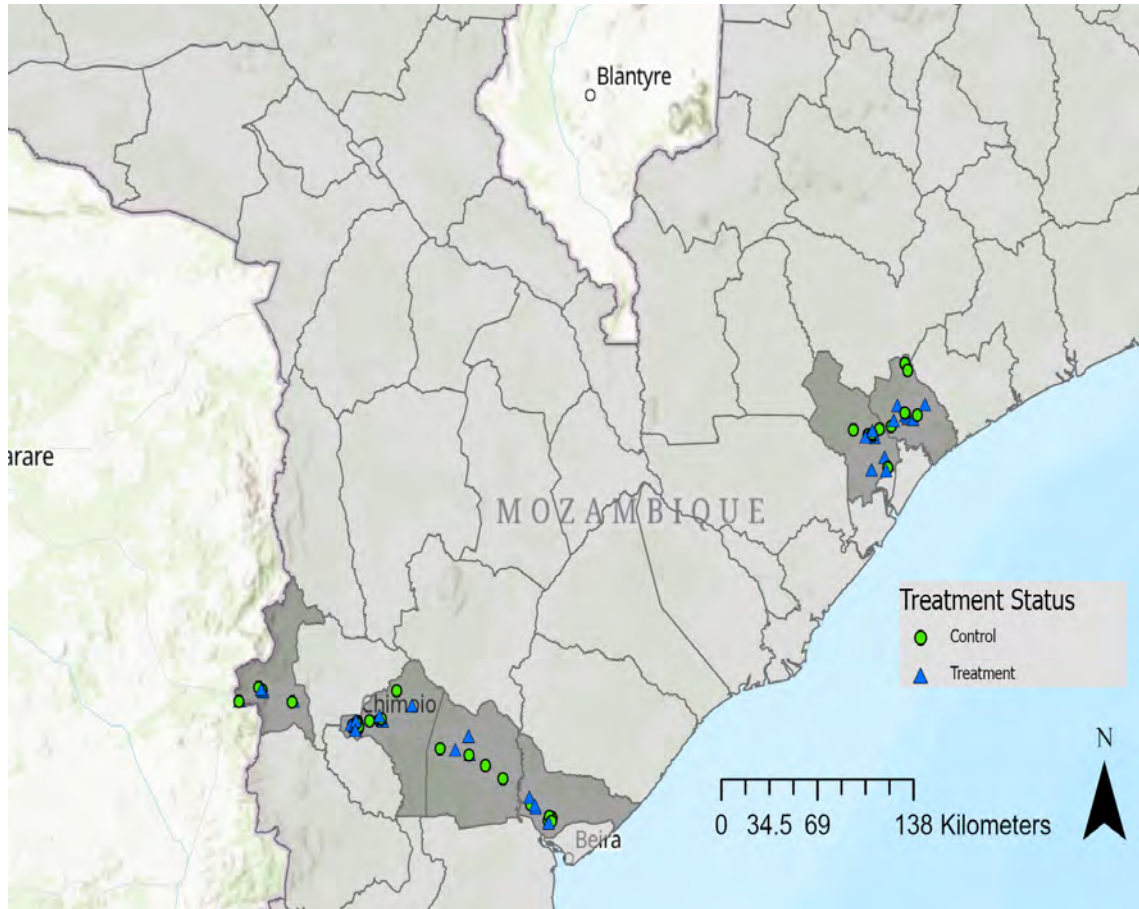 Blantyre
arare
MOZAMBIQUE
Treatment Status
Control
Treatment
Chimoio
N
0 34.5 69 138 Kilometers
Beira